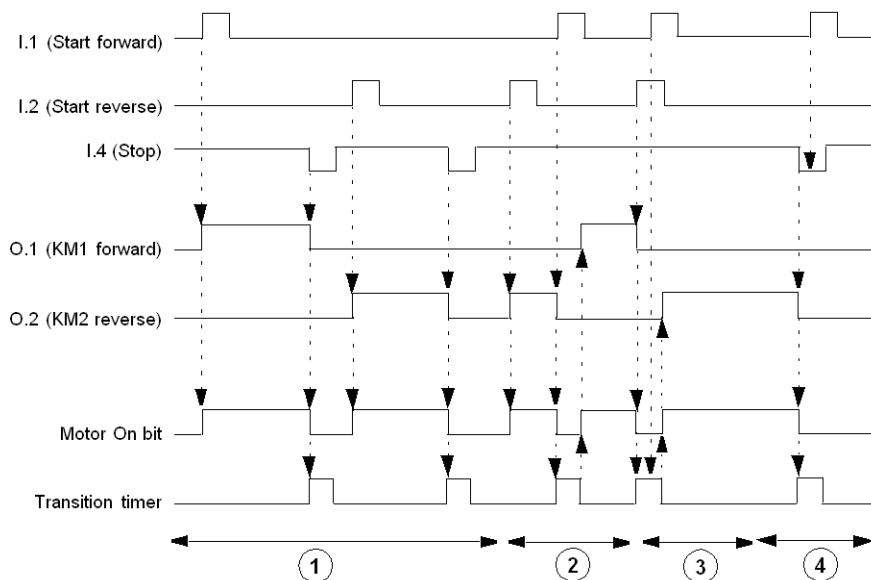 I.1 (Start forward)
I.2 (Start reverse)
I.4 (Stop)
O.1 (KM1 forward)
O.2 (KM2 reverse)
Motor On bit
Transition timer
1 2 3 4